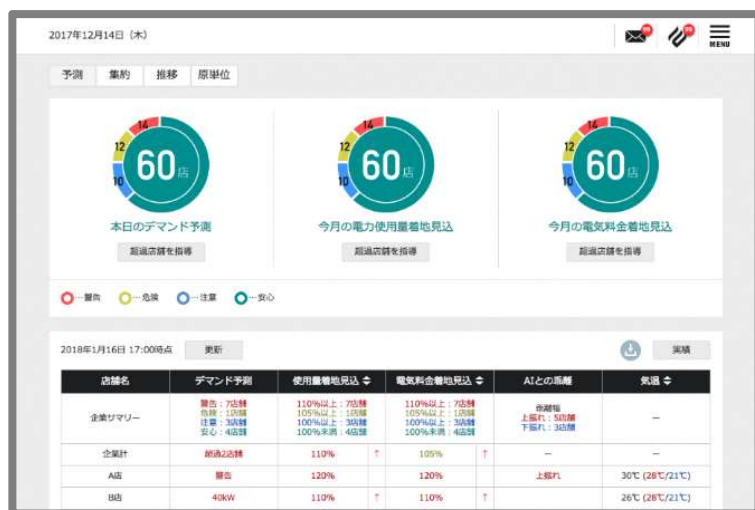 2017年12月14日（木）
99
99
MENU
予測 集約 推移 原単位
14
12
10
60店
本日のデマンド予測
超過店舗を指導
14
12
10
60店
今月の電力使用量着地見込
超過店舗を指導
14
12
10
60店
今月の電気料金着地見込
超過店舗を指導
…警告 …危険 …注意 …安心
2018年1月16日 17:00時点 更新 実績
店舗名 デマンド予測 使用量着地見込 電気料金着地見込 AIとの乖離 気温
企業サマリー
警告：7店舗
危険：1店舗
注意：3店舗
安心：4店舗
110%以上：7店舗
105%以上：1店舗
100%以上：3店舗
100%未満：4店舗
110%以上：7店舗
105%以上：1店舗
100%以上：3店舗
100%未満：4店舗
乖離幅
上振れ：5店舗
下振れ：3店舗
－
企業計 超過2店舗 110% ↑ 105% ↑ － －
A店 警告 120% 120% 上振れ 30℃ (28℃/21℃)
B店 40kW 110% ↑ 110% ↑ 26℃ (28℃/21℃)